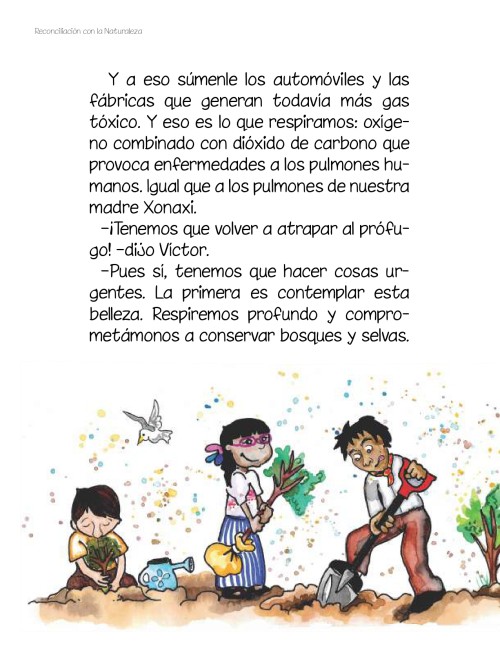 Reconciliación con la Naturaleza
Y a eso súmenle los automóviles y las
fábricas que generan todavía más gas
tóxico. Y eso es lo que respiramos: oxíge-
no combinado con dióxido de carbono que
provoca enfermedades a los pulmones hu-
manos. Igual que a los pulmones de nuestra
madre Xonaxi.
-¡Tenemos que volver a atrapar al prófu-
go! -dijo Victor.
-Pues sí, tenemos que hacer cosas ur-
gentes. La primera es contemplar esta
belleza. Respiremos profundo y compro-
metámonos a conservar bosques y selvas.